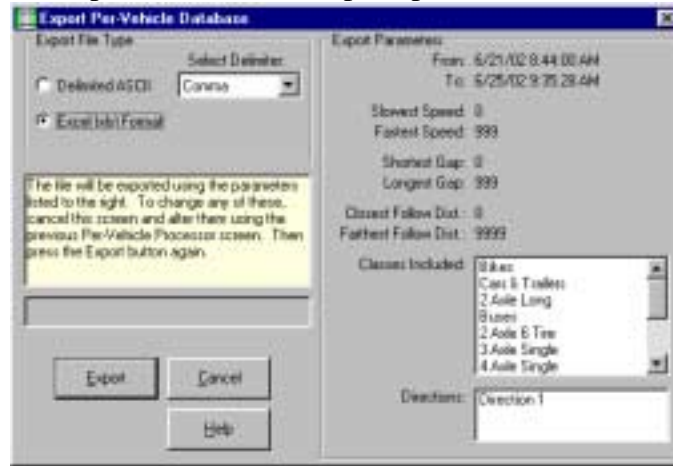 Export Per-Vehicle Database
Export File Type
Select Delimiter:
Delimited ASCII
Comma
Excel (xls) Format
The file will be exported using the parameters
listed to the right. To change any of these,
cancel this screen and alter them using the
previous Per-Vehicle Processor screen. Then
press the Export button again.
Export
Cancel
Help
Export Parameters
From: 6/21/02 8:44:00 AM
To: 6/25/02 9:35:28 AM
Slowest Speed: 0
Fastest Speed: 999
Shortest Gap: 0
Longest Gap: 999
Closest Follow Dist.: 0
Farthest Follow Dist.: 9999
Classes Included:
Bikes
Cars & Trailers
2 Axle Long
Buses
2 Axle 6 Tire
3 Axle Single
4 Axle Single
Directions: Direction 1